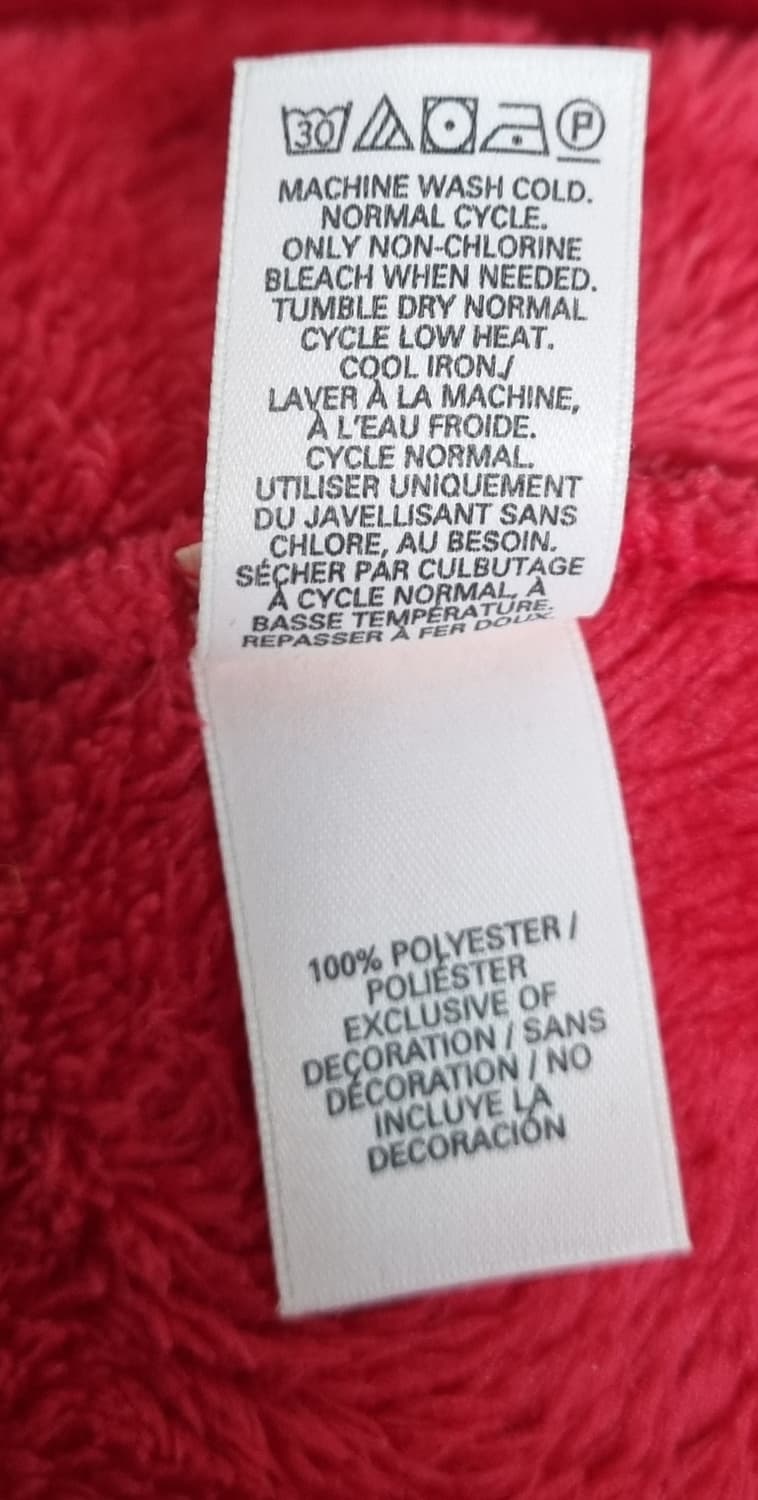 30 P
MACHINE WASH COLD.
NORMAL CYCLE.
ONLY NON-CHLORINE
BLEACH WHEN NEEDED.
TUMBLE DRY NORMAL
CYCLE LOW HEAT.
COOL IRON./
LAVER À LA MACHINE,
À L'EAU FROIDE.
CYCLE NORMAL.
UTILISER UNIQUEMENT
DU JAVELLISANT SANS
CHLORE, AU BESOIN.
SÉCHER PAR CULBUTAGE
À CYCLE NORMAL, À
BASSE TEMPÉRATURE.
REPASSER À FER DOUX.
100% POLYESTER /
POLIÉSTER
EXCLUSIVE OF
DECORATION / SANS
DÉCORATION / NO
INCLUYE LA
DECORACIÓN